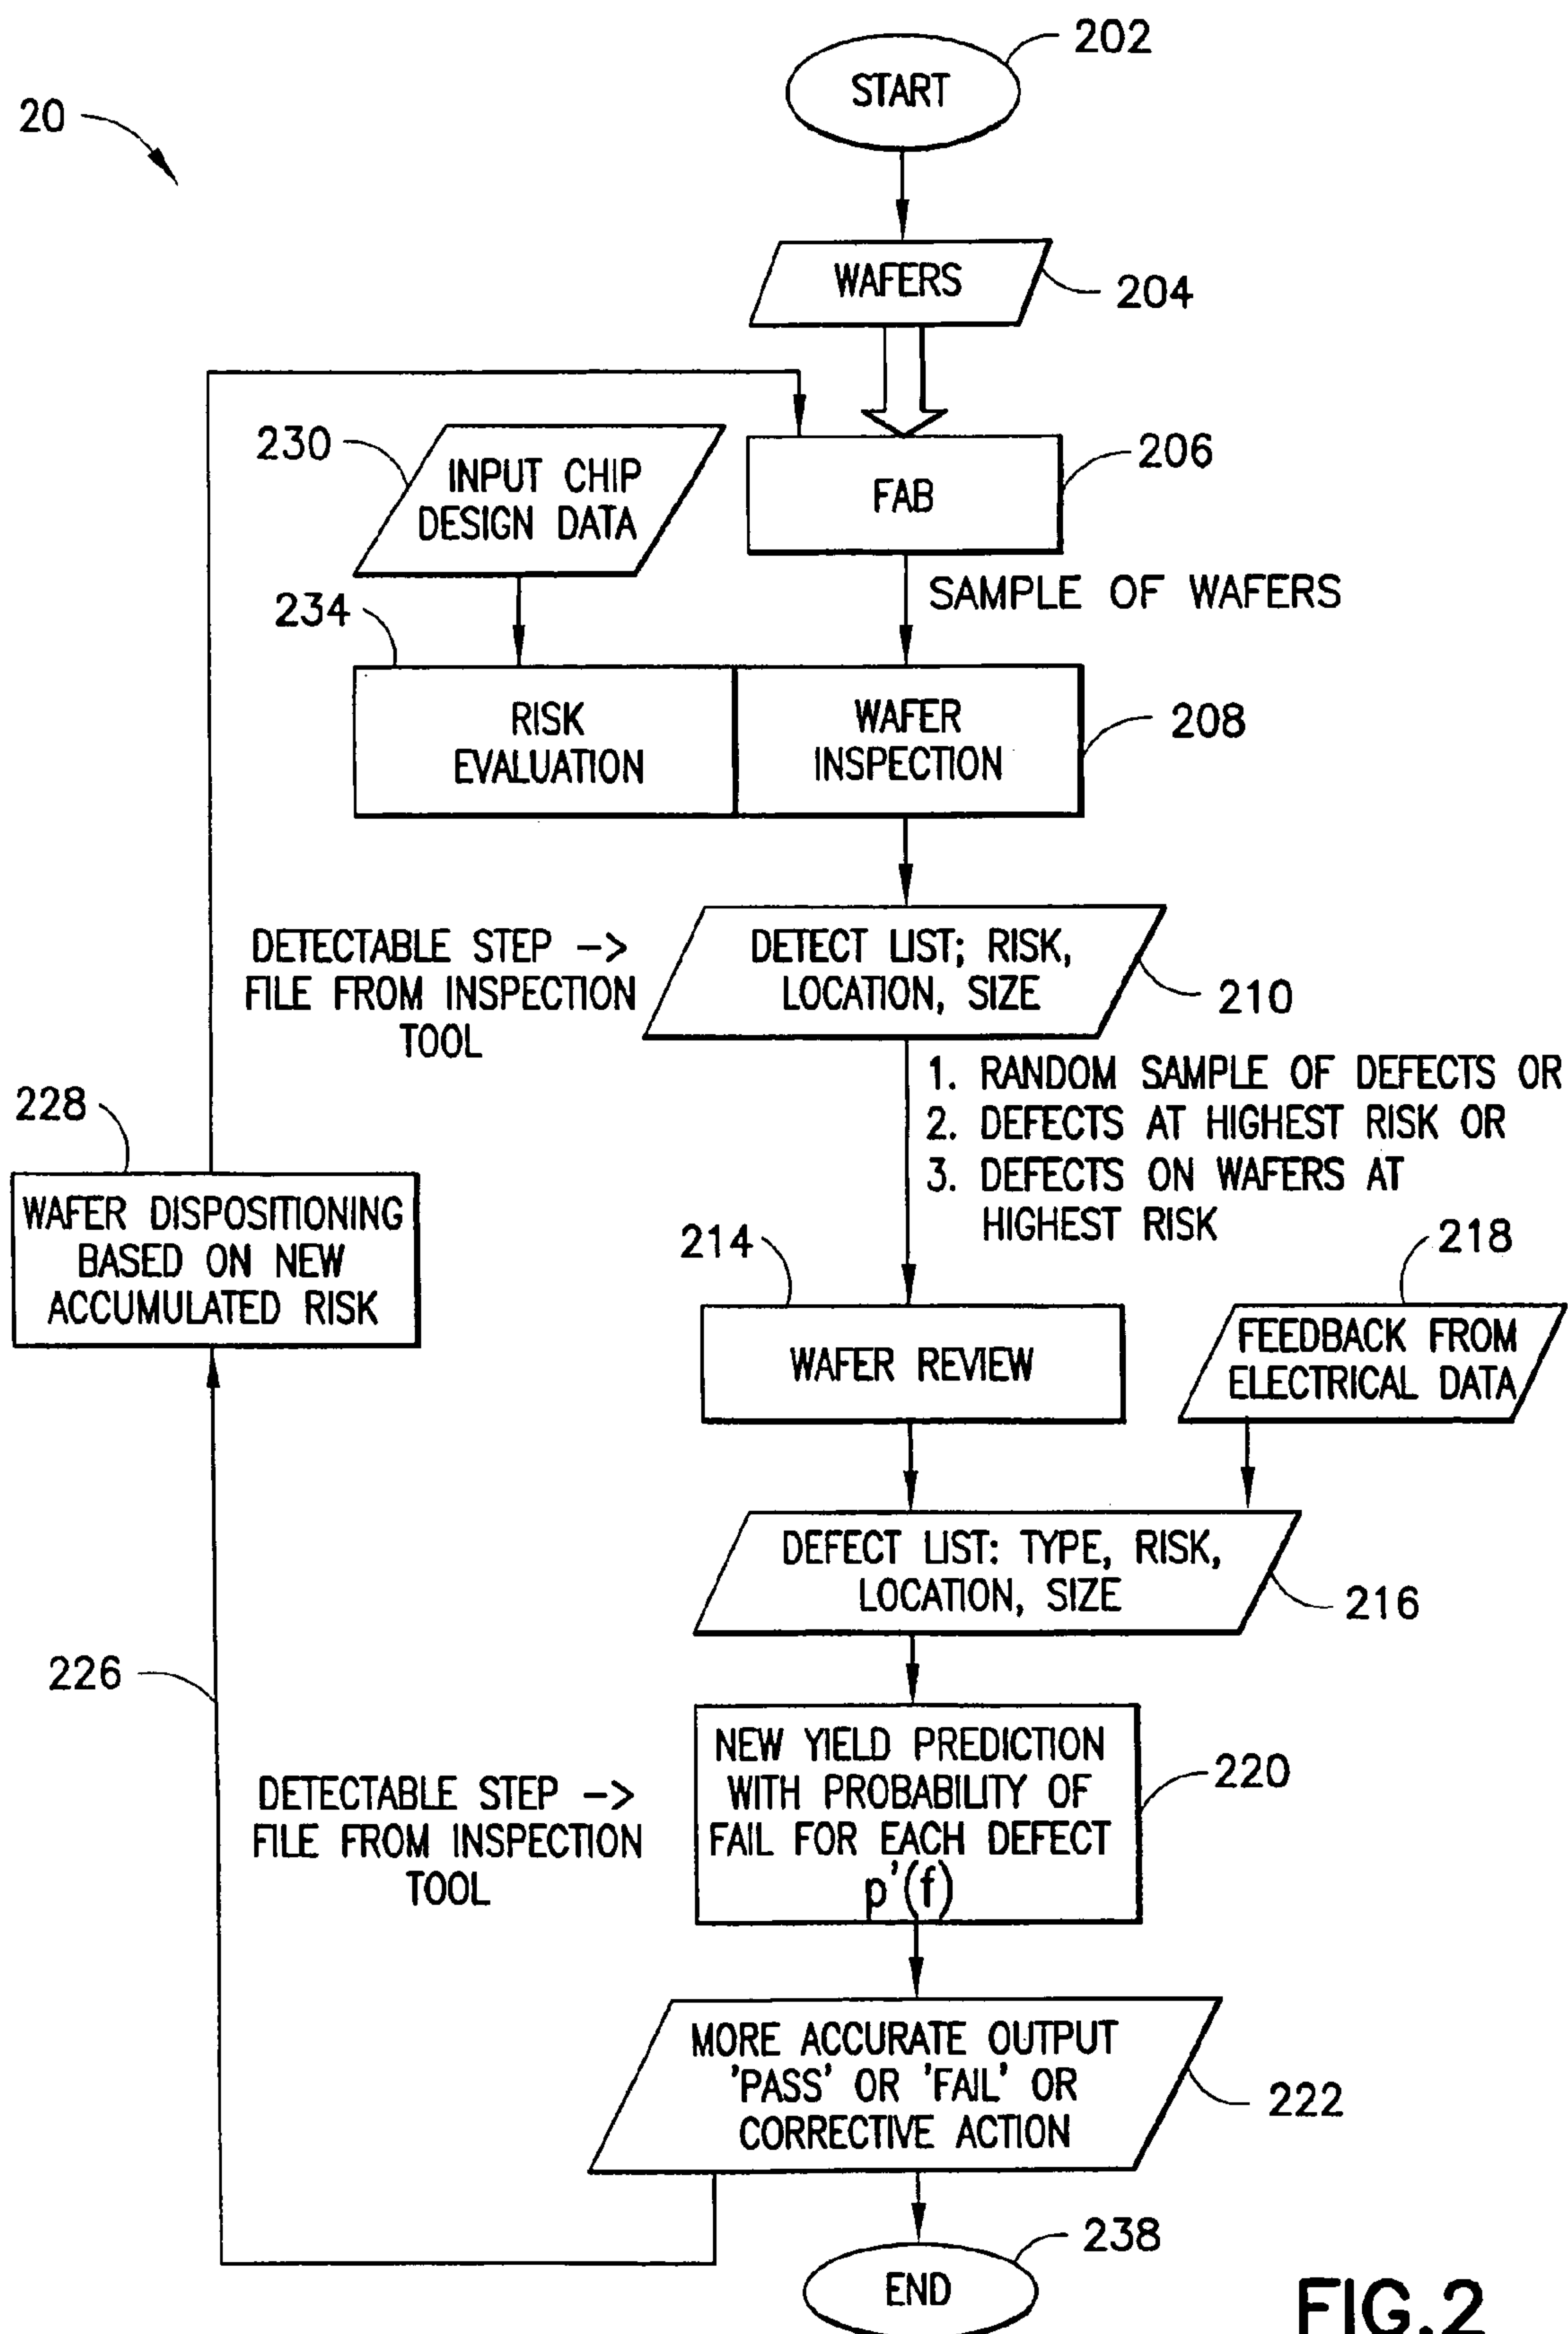 202
START
20
WAFERS
204
230
INPUT CHIP
DESIGN DATA
FAB
206
SAMPLE OF WAFERS
234
RISK
EVALUATION
WAFER
INSPECTION
208
DETECTABLE STEP ->
FILE FROM INSPECTION
TOOL
DETECT LIST; RISK,
LOCATION, SIZE
210
1. RANDOM SAMPLE OF DEFECTS OR
2. DEFECTS AT HIGHEST RISK OR
3. DEFECTS ON WAFERS AT
HIGHEST RISK
228
WAFER DISPOSITIONING
BASED ON NEW
ACCUMULATED RISK
214
WAFER REVIEW
218
FEEDBACK FROM
ELECTRICAL DATA
DEFECT LIST: TYPE, RISK,
LOCATION, SIZE
216
226
DETECTABLE STEP ->
FILE FROM INSPECTION
TOOL
NEW YIELD PREDICTION
WITH PROBABILITY OF
FAIL FOR EACH DEFECT
p'(f)
220
MORE ACCURATE OUTPUT
'PASS' OR 'FAIL' OR
CORRECTIVE ACTION
222
238
END
FIG.2